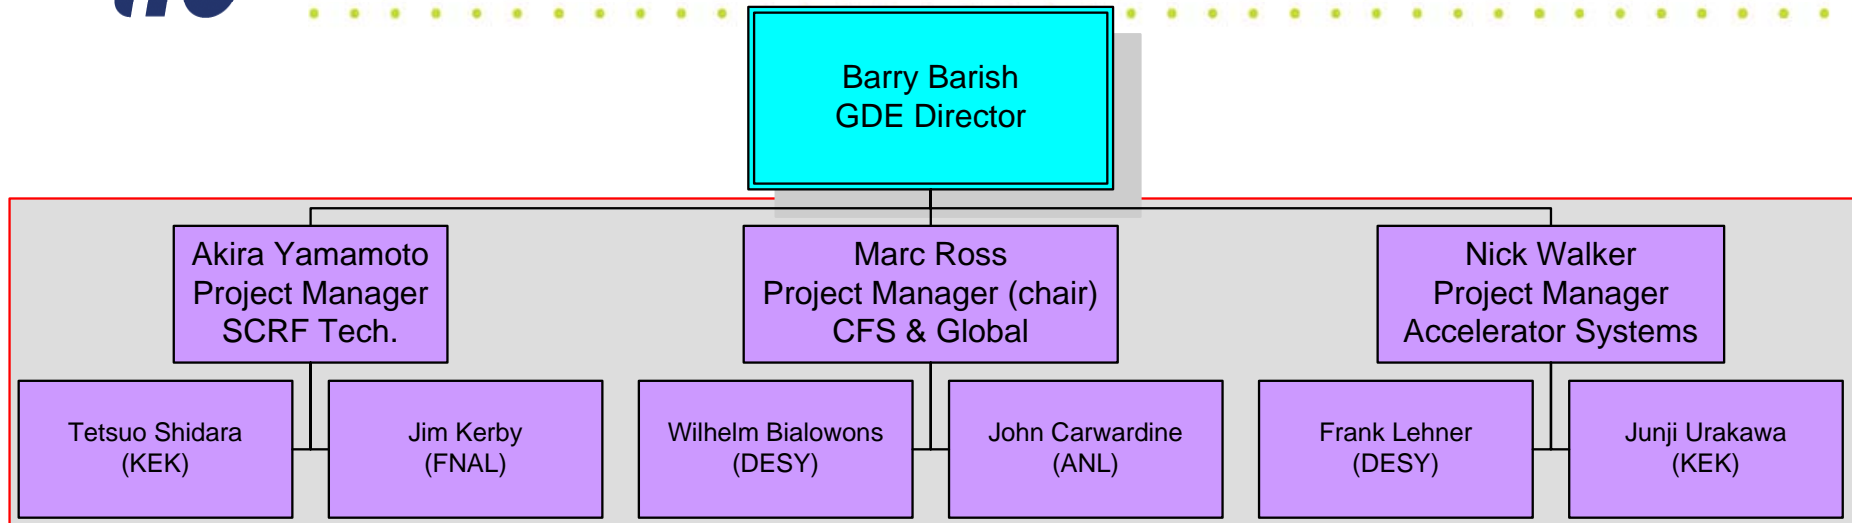 Barry Barish
GDE Director
Akira Yamamoto
Project Manager
SCRF Tech.
Marc Ross
Project Manager (chair)
CFS & Global
Nick Walker
Project Manager
Accelerator Systems
Tetsuo Shidara
(KEK)
Jim Kerby
(FNAL)
Wilhelm Bialowons
(DESY)
John Carwardine
(ANL)
Frank Lehner
(DESY)
Junji Urakawa
(KEK)